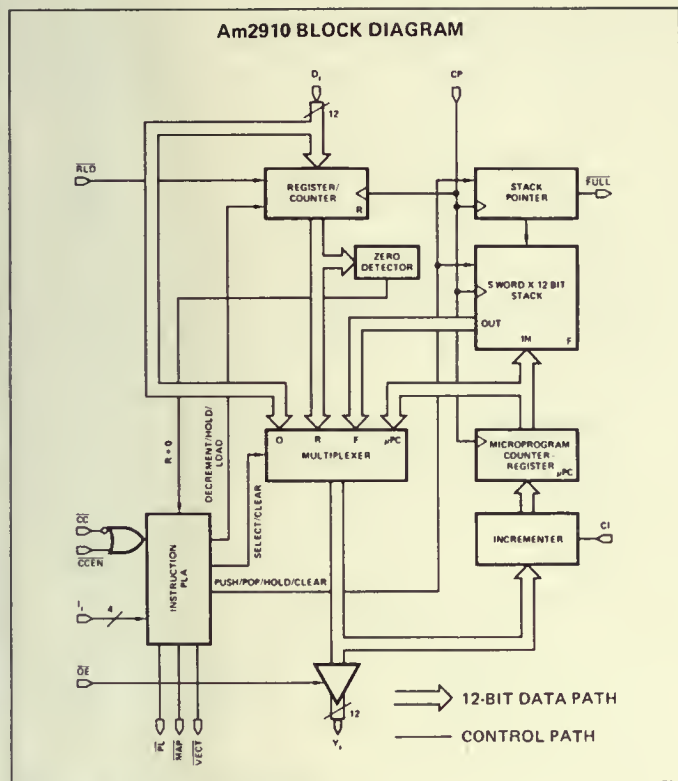 Am2910 BLOCK DIAGRAM
Di
CP
12
RLD
REGISTER/
COUNTER
R
STACK
POINTER
FULL
ZERO
DETECTOR
5 WORD X 12 BIT
STACK
OUT
IN
F
R = 0
DECREMENT/HOLD/
LOAD
D
R
F
µPC
MULTIPLEXER
MICROPROGRAM
COUNTER-
REGISTER
µPC
SELECT/CLEAR
CC
CCEN
INSTRUCTION
PLA
INCREMENTER
CI
PUSH/POP/HOLD/CLEAR
Ii
4
OE
12
12-BIT DATA PATH
PL
MAP
VECT
Yi
CONTROL PATH